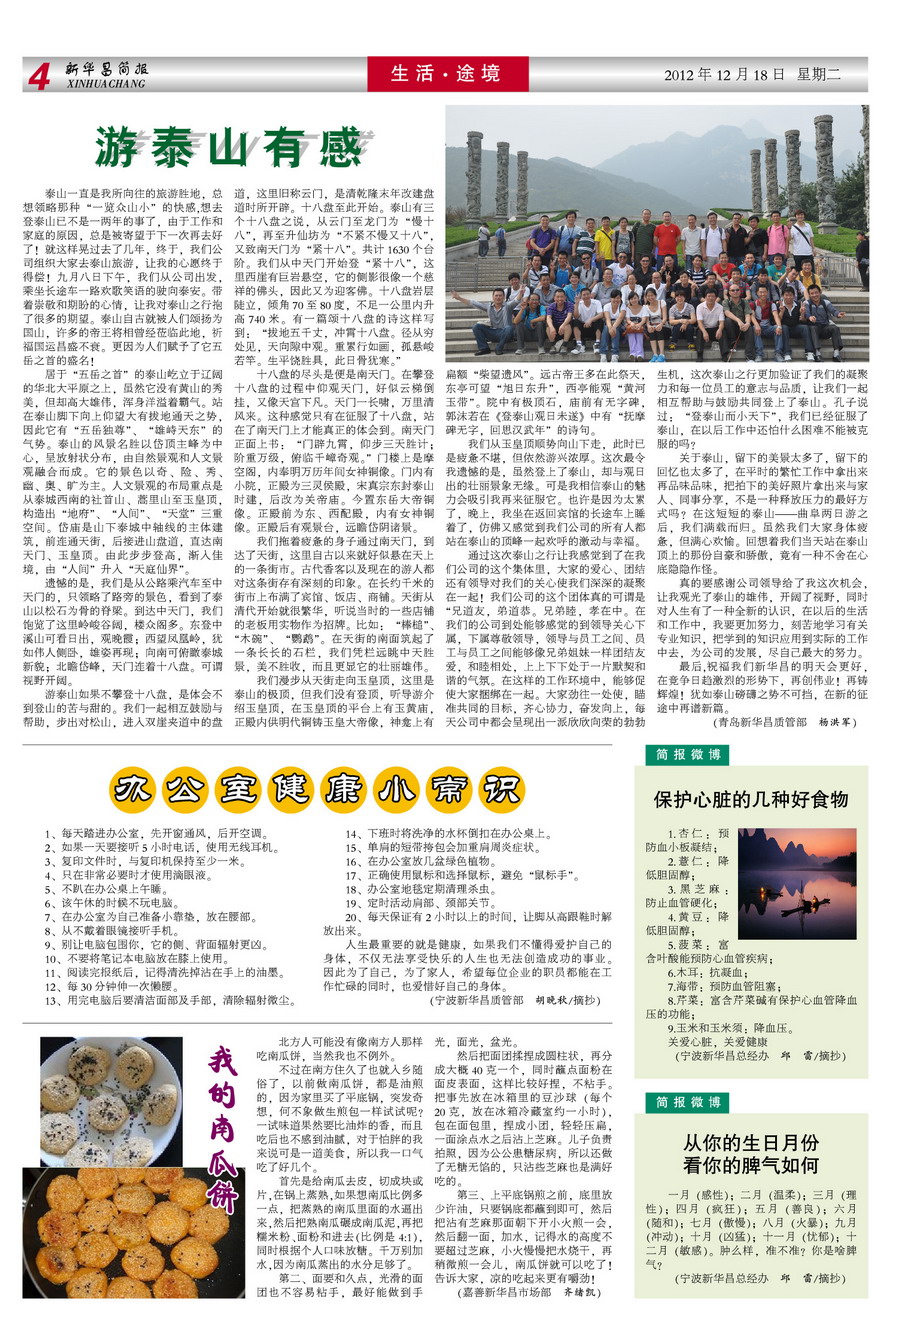 4
新华昌简报
XINHUACHANG
生活·途境
2012 年 12 月 18 日 星期二
游泰山有感
泰山一直是我所向往的旅游胜地，总
想领略那种“一览众山小”的快感,想去
登泰山已不是一两年的事了，由于工作和
家庭的原因，总是被寄望于下一次再去好
了！就这样晃过去了几年，终于，我们公
司组织大家去泰山旅游，让我的心愿终于
得偿！九月八日下午，我们从公司出发，
乘坐长途车一路欢歌笑语的驶向泰安。带
着崇敬和期盼的心情，让我对泰山之行抱
了很多的期望。泰山自古就被人们颂扬为
国山，许多的帝王将相曾经莅临此地，祈
福国运昌盛不衰。更因为人们赋予了它五
岳之首的盛名！
居于“五岳之首”的泰山屹立于辽阔
的华北大平原之上，虽然它没有黄山的秀
美，但却高大雄伟，浑身洋溢着霸气。站
在泰山脚下向上仰望大有拔地通天之势，
因此它有“五岳独尊”、“雄峙天东”的
气势。泰山的风景名胜以岱顶主峰为中
心，呈放射状分布，由自然景观和人文景
观融合而成。它的景色以奇、险、秀、
幽、奥、旷为主。人文景观的布局重点是
从泰城西南的社首山、蒿里山至玉皇顶，
构造出“地府”、“人间”、“天堂”三重
空间。岱庙是山下泰城中轴线的主体建
筑，前连通天街，后接进山盘道，直达南
天门、玉皇顶。由此步步登高，渐入佳
境，由“人间”升入“天庭仙界”。
遗憾的是，我们是从公路乘汽车至中
天门的，只领略了路旁的景色，看到了泰
山以松石为骨的脊梁。到达中天门，我们
饱览了这里岭峻谷阔，楼众阁多。东登中
溪山可看日出，观晚霞；西望凤凰岭，犹
如伟人侧卧，雄姿再现；向南可俯瞰泰城
新貌；北瞻岱峰，天门连着十八盘。可谓
视野开阔。
游泰山如果不攀登十八盘，是体会不
到登山的苦与甜的。我们一起相互鼓励与
帮助，步出对松山，进入双崖夹道中的盘
道，这里旧称云门，是清乾隆末年改建盘
道时所开辟。十八盘至此开始。泰山有三
个十八盘之说，从云门至龙门为“慢十
八”，再至升仙坊为“不紧不慢又十八”，
又致南天门为“紧十八”。共计 1630 个台
阶。我们从中天门开始登“紧十八”，这
里西崖有巨岩悬空，它的侧影很像一个慈
祥的佛头，因此又为迎客佛。十八盘岩层
陡立，倾角 70 至 80 度，不足一公里内升
高 740 米。有一篇颂十八盘的诗这样写
到：“拔地五千丈，冲霄十八盘。径从穷
处见，天向隙中观。重累行如画，孤悬峻
若竿。生平饶胜具，此日骨犹寒。”
十八盘的尽头是便是南天门。在攀登
十八盘的过程中仰观天门，好似云梯倒
挂，又像天宫下凡。天门一长啸，万里清
风来。这种感觉只有在征服了十八盘，站
在了南天门上才能真正的体会到。南天门
正面上书：“门辟九霄，仰步三天胜计；
阶重万级，俯临千嶂奇观。”门楼上是摩
空阁，内奉明万历年间女神铜像。门内有
小院，正殿为三灵侯殿，宋真宗东封泰山
时建，后改为关帝庙。今置东岳大帝铜
像。正殿前为东、西配殿，内有女神铜
像。正殿后有观景台，远瞻岱阴诸景。
我们拖着疲惫的身子通过南天门，到
达了天街，这里自古以来就好似悬在天上
的一条街市。古代香客以及现在的游人都
对这条街存有深刻的印象。在长约千米的
街市上布满了宾馆、饭店、商铺。天街从
清代开始就很繁华，听说当时的一些店铺
的老板用实物作为招牌。比如：“棒槌”、
“木碗”、“鹦鹉”。在天街的南面筑起了
一条长长的石栏，我们凭栏远眺中天胜
景，美不胜收，而且更显它的壮丽雄伟。
我们漫步从天街走向玉皇顶，这里是
泰山的极顶，但我们没有登顶，听导游介
绍玉皇顶，在玉皇顶的平台上有玉黄庙，
正殿内供明代铜铸玉皇大帝像，神龛上有
扁额“柴望遗风”。远古帝王多在此祭天，
东亭可望“旭日东升”，西亭能观“黄河
玉带”。院中有极顶石，庙前有无字碑，
郭沫若在《登泰山观日未遂》中有“抚摩
碑无字，回思汉武年”的诗句。
我们从玉皇顶顺势向山下走，此时已
是疲惫不堪，但依然游兴浓厚。这次最令
我遗憾的是，虽然登上了泰山，却与观日
出的壮丽景象无缘。可是我相信泰山的魅
力会吸引我再来征服它。也许是因为太累
了，晚上，我坐在返回宾馆的长途车上睡
着了，仿佛又感觉到我们公司的所有人都
站在泰山的顶峰一起欢呼的激动与幸福。
通过这次泰山之行让我感觉到了在我
们公司的这个集体里，大家的爱心、团结
还有领导对我们的关心使我们深深的凝聚
在一起！我们公司的这个团体真的可谓是
“兄道友，弟道恭。兄弟睦，孝在中。在
我们的公司到处能够感觉的到领导关心下
属，下属尊敬领导，领导与员工之间、员
工与员工之间能够像兄弟姐妹一样团结友
爱，和睦相处，上上下下处于一片默契和
谐的气氛。在这样的工作环境中，能够促
使大家捆绑在一起。大家劲往一处使，瞄
准共同的目标，齐心协力，奋发向上，每
天公司中都会呈现出一派欣欣向荣的勃勃
生机，这次泰山之行更加验证了我们的凝聚
力和每一位员工的意志与品质，让我们一起
相互帮助与鼓励共同登上了泰山。孔子说
过：“登泰山而小天下”，我们已经征服了
泰山，在以后工作中还怕什么困难不能被克
服的吗？
关于泰山，留下的美景太多了，留下的
回忆也太多了，在平时的繁忙工作中拿出来
再品味品味，把拍下的美好照片拿出来与家
人、同事分享，不是一种释放压力的最好方
式吗？在这短短的泰山——曲阜两日游之
后，我们满载而归。虽然我们大家身体疲
惫，但满心欢愉。回想着我们当天站在泰山
顶上的那份自豪和骄傲，竟有一种不舍在心
底隐隐作怪。
真的要感谢公司领导给了我这次机会，
让我观光了泰山的雄伟，开阔了视野，同时
对人生有了一种全新的认识，在以后的生活
和工作中，我要更加努力，刻苦地学习有关
专业知识，把学到的知识应用到实际的工作
中去，为公司的发展，尽自己最大的努力。
最后,祝福我们新华昌的明天会更好，
在竞争日趋激烈的形势下，再创伟业！再铸
辉煌！犹如泰山磅礴之势不可挡，在新的征
途中再谱新篇。
(青岛新华昌质管部 杨洪军)
办公室健康小常识
1、每天踏进办公室，先开窗通风，后开空调。
2、如果一天要接听 5 小时电话，使用无线耳机。
3、复印文件时，与复印机保持至少一米。
4、只在非常必要时才使用滴眼液。
5、不趴在办公桌上午睡。
6、该午休的时候不玩电脑。
7、在办公室为自己准备小靠垫，放在腰部。
8、从不戴着眼镜接听手机。
9、别让电脑包围你，它的侧、背面辐射更凶。
10、不要将笔记本电脑放在膝上使用。
11、阅读完报纸后，记得清洗掉沾在手上的油墨。
12、每 30 分钟伸一次懒腰。
13、用完电脑后要清洁面部及手部，清除辐射微尘。
14、下班时将洗净的水杯倒扣在办公桌上。
15、单肩的短带挎包会加重肩周炎症状。
16、在办公室放几盆绿色植物。
17、正确使用鼠标和选择鼠标，避免“鼠标手”。
18、办公室地毯定期清理杀虫。
19、定时活动肩部、颈部关节。
20、每天保证有 2 小时以上的时间，让脚从高跟鞋时解
放出来。
人生最重要的就是健康，如果我们不懂得爱护自己的
身体，不仅无法享受快乐的人生也无法创造成功的事业。
因此为了自己，为了家人，希望每位企业的职员都能在工
作忙碌的同时，也爱惜好自己的身体。
(宁波新华昌质管部 胡晚秋/摘抄)
我的南瓜饼
北方人可能没有像南方人那样
吃南瓜饼，当然我也不例外。
不过在南方住久了也就入乡随
俗了，以前做南瓜饼，都是油煎
的，因为家里买了平底锅，突发奇
想，何不象做生煎包一样试试呢？
一试味道果然要比油炸的香，而且
吃后也不感到油腻，对于怕胖的我
来说可是一道美食，所以我一口气
吃了好几个。
首先是给南瓜去皮，切成块或
片,在锅上蒸熟,如果想南瓜比例多
一点，把蒸熟的南瓜里面的水逼出
来,然后把熟南瓜碾成南瓜泥,再把
糯米粉、面粉和进去(比例是 4:1)，
同时根据个人口味放糖。千万别加
水,因为南瓜蒸出的水分足够了。
第二、面要和久点，光滑的面
团也不容易粘手，最好能做到手
光，面光，盆光。
然后把面团揉捏成圆柱状，再分
成大概 40 克一个，同时蘸点面粉在
面皮表面，这样比较好捏，不粘手。
把事先放在冰箱里的豆沙球（每个
20 克，放在冰箱冷藏室约一小时），
包在面包里，捏成小团，轻轻压扁，
一面涂点水之后沾上芝麻。儿子负责
拍照，因为公公患糖尿病，所以还做
了无糖无馅的，只沾些芝麻也是满好
吃的。
第三、上平底锅煎之前，底里放
少许油，只要锅底都蘸到即可，然后
把沾有芝麻那面朝下开小火煎一会，
然后翻一面，加水，记得水的高度不
要超过芝麻，小火慢慢把水烧干，再
稍微煎一会儿，南瓜饼就可以吃了！
告诉大家，凉的吃起来更有嚼劲！
(嘉善新华昌市场部 齐绪凯)
简报微博
保护心脏的几种好食物
1.杏仁：预
防血小板凝结；
2.薏仁：降
低胆固醇；
3.黑芝麻：
防止血管硬化；
4.黄豆：降
低胆固醇；
5.菠菜：富
含叶酸能预防心血管疾病；
6.木耳：抗凝血；
7.海带：预防血管阻塞；
8.芹菜：富含芹菜碱有保护心血管降血
压的功能；
9.玉米和玉米须：降血压。
关爱心脏，关爱健康
(宁波新华昌总经办 邱雷/摘抄)
简报微博
从你的生日月份
看你的脾气如何
一月 (感性)；二月 (温柔)；三月 (理
性)；四月 (疯狂)；五月 (善良)；六月
(随和)；七月 (傲慢)；八月 (火暴)；九月
(冲动)；十月 (凶猛)；十一月 (忧郁)；十
二月 (敏感)。肿么样，准不准？你是啥脾
气？
(宁波新华昌总经办 邱雷/摘抄)